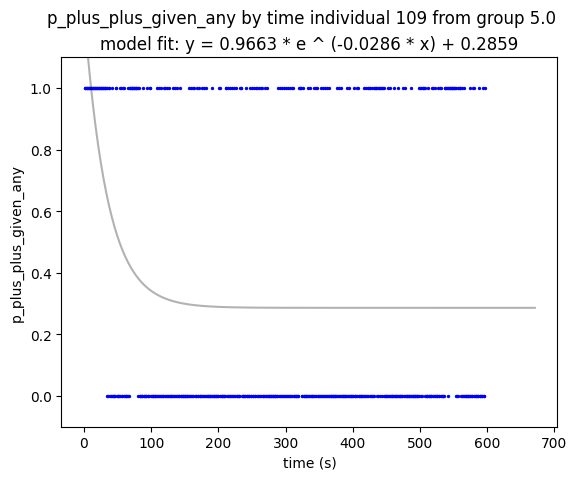 p_plus_plus_given_any by time individual 109 from group 5.0
model fit: y = 0.9663 * e ^ (-0.0286 * x) + 0.2859
1.0
0.8
0.6
0.4
0.2
0.0
p_plus_plus_given_any
0 100 200 300 400 500 600 700
time (s)